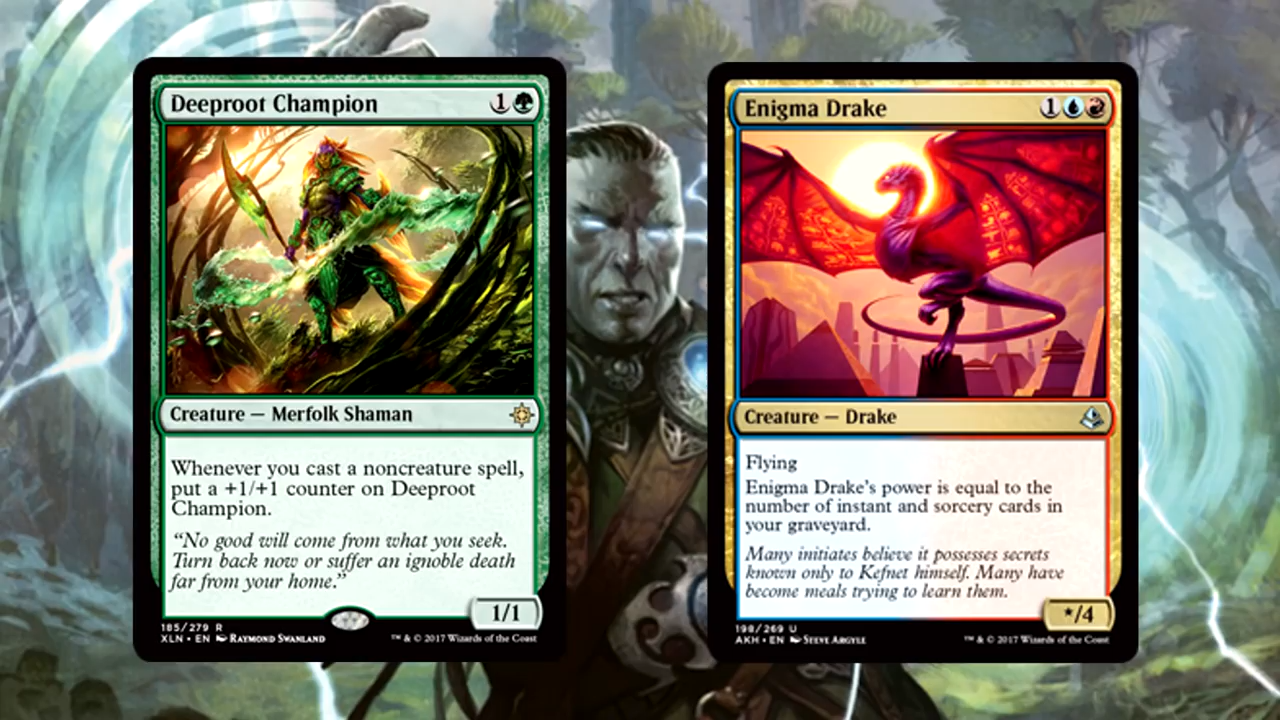 Deeproot Champion 1
Creature — Merfolk Shaman
Whenever you cast a noncreature spell,
put a +1/+1 counter on Deeproot
Champion.
“No good will come from what you seek.
Turn back now or suffer an ignoble death
far from your home.”
1/1
185/279 R
XLN • EN Raymond Swanland
™ & © 2017 Wizards of the Coast
Enigma Drake 1
Creature — Drake
Flying
Enigma Drake's power is equal to the
number of instant and sorcery cards in
your graveyard.
Many initiates believe it possesses secrets
known only to Kefnet himself. Many have
become meals trying to learn them.
*/4
198/269 U
AKH • EN Steve Argyle
™ & © 2017 Wizards of the Coast